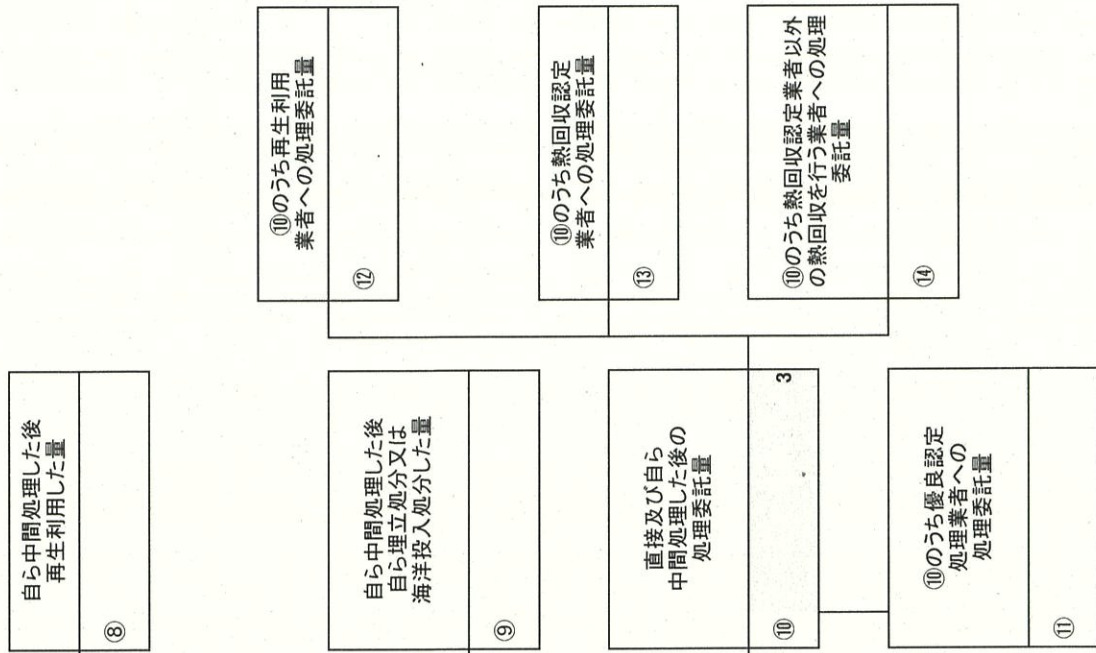 自ら中間処理した後
再生利用した量
⑧
自ら中間処理した後
自ら埋立処分又は
海洋投入処分した量
⑨
直接及び自ら
中間処理した後の
処理委託量
⑩ 3
⑩のうち優良認定
処理業者への
処理委託量
⑪
⑩のうち再生利用
業者への処理委託量
⑫
⑩のうち熱回収認定
業者への処理委託量
⑬
⑩のうち熱回収認定業者以外
の熱回収を行う業者への処理
委託量
⑭